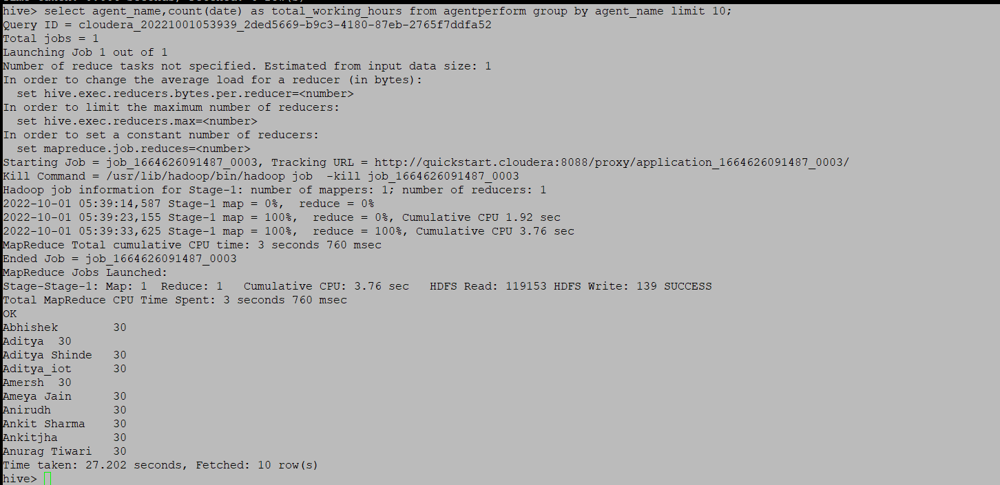 hive> select agent_name,count(date) as total_working_hours from agentperform group by agent_name limit 10;
Query ID = cloudera_20221001053939_2ded5669-b9c3-4180-87eb-2765f7ddfa52
Total jobs = 1
Launching Job 1 out of 1
Number of reduce tasks not specified. Estimated from input data size: 1
In order to change the average load for a reducer (in bytes):
  set hive.exec.reducers.bytes.per.reducer=<number>
In order to limit the maximum number of reducers:
  set hive.exec.reducers.max=<number>
In order to set a constant number of reducers:
  set mapreduce.job.reduces=<number>
Starting Job = job_1664626091487_0003, Tracking URL = http://quickstart.cloudera:8088/proxy/application_1664626091487_0003/
Kill Command = /usr/lib/hadoop/bin/hadoop job  -kill job_1664626091487_0003
Hadoop job information for Stage-1: number of mappers: 1; number of reducers: 1
2022-10-01 05:39:14,587 Stage-1 map = 0%,  reduce = 0%
2022-10-01 05:39:23,155 Stage-1 map = 100%,  reduce = 0%, Cumulative CPU 1.92 sec
2022-10-01 05:39:33,625 Stage-1 map = 100%,  reduce = 100%, Cumulative CPU 3.76 sec
MapReduce Total cumulative CPU time: 3 seconds 760 msec
Ended Job = job_1664626091487_0003
MapReduce Jobs Launched:
Stage-Stage-1: Map: 1  Reduce: 1   Cumulative CPU: 3.76 sec   HDFS Read: 119153 HDFS Write: 139 SUCCESS
Total MapReduce CPU Time Spent: 3 seconds 760 msec
OK
Abhishek        30
Aditya  30
Aditya Shinde   30
Aditya_iot      30
Amersh  30
Ameya Jain      30
Anirudh         30
Ankit Sharma    30
Ankitjha        30
Anurag Tiwari   30
Time taken: 27.202 seconds, Fetched: 10 row(s)
hive>